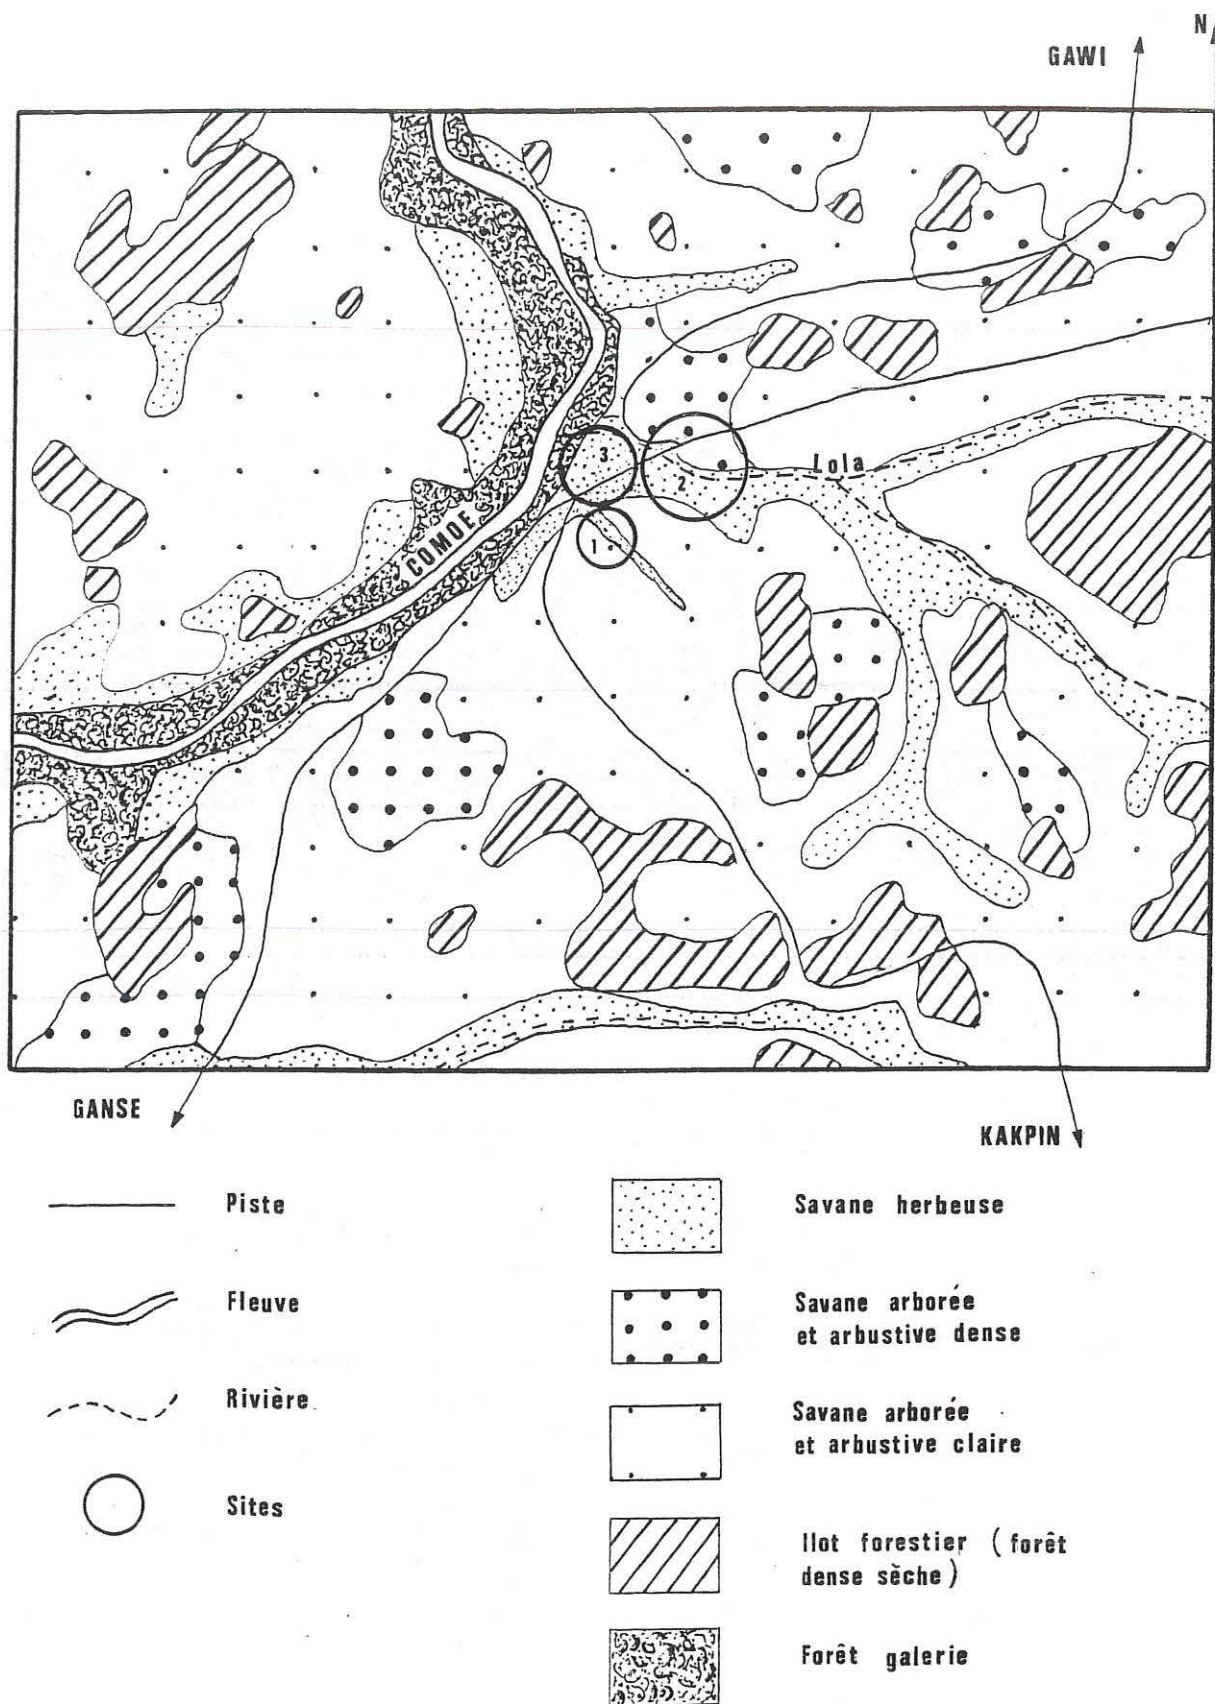 N
GAWI
3
Lola
2
1
COMOE
GANSE
KAKPIN
Piste
Fleuve
Rivière
Sites
Savane herbeuse
Savane arborée
et arbustive dense
Savane arborée
et arbustive claire
Ilot forestier (forêt
dense sèche)
Forêt galerie